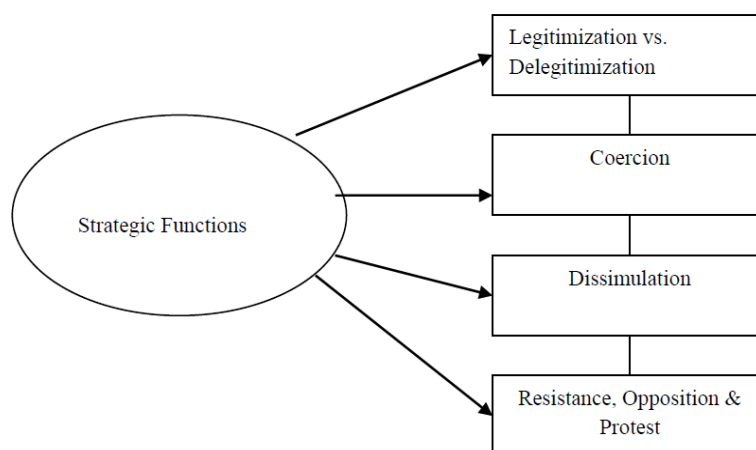 Legitimization vs.
Delegitimization
Coercion
Strategic Functions
Dissimulation
Resistance, Opposition &
Protest